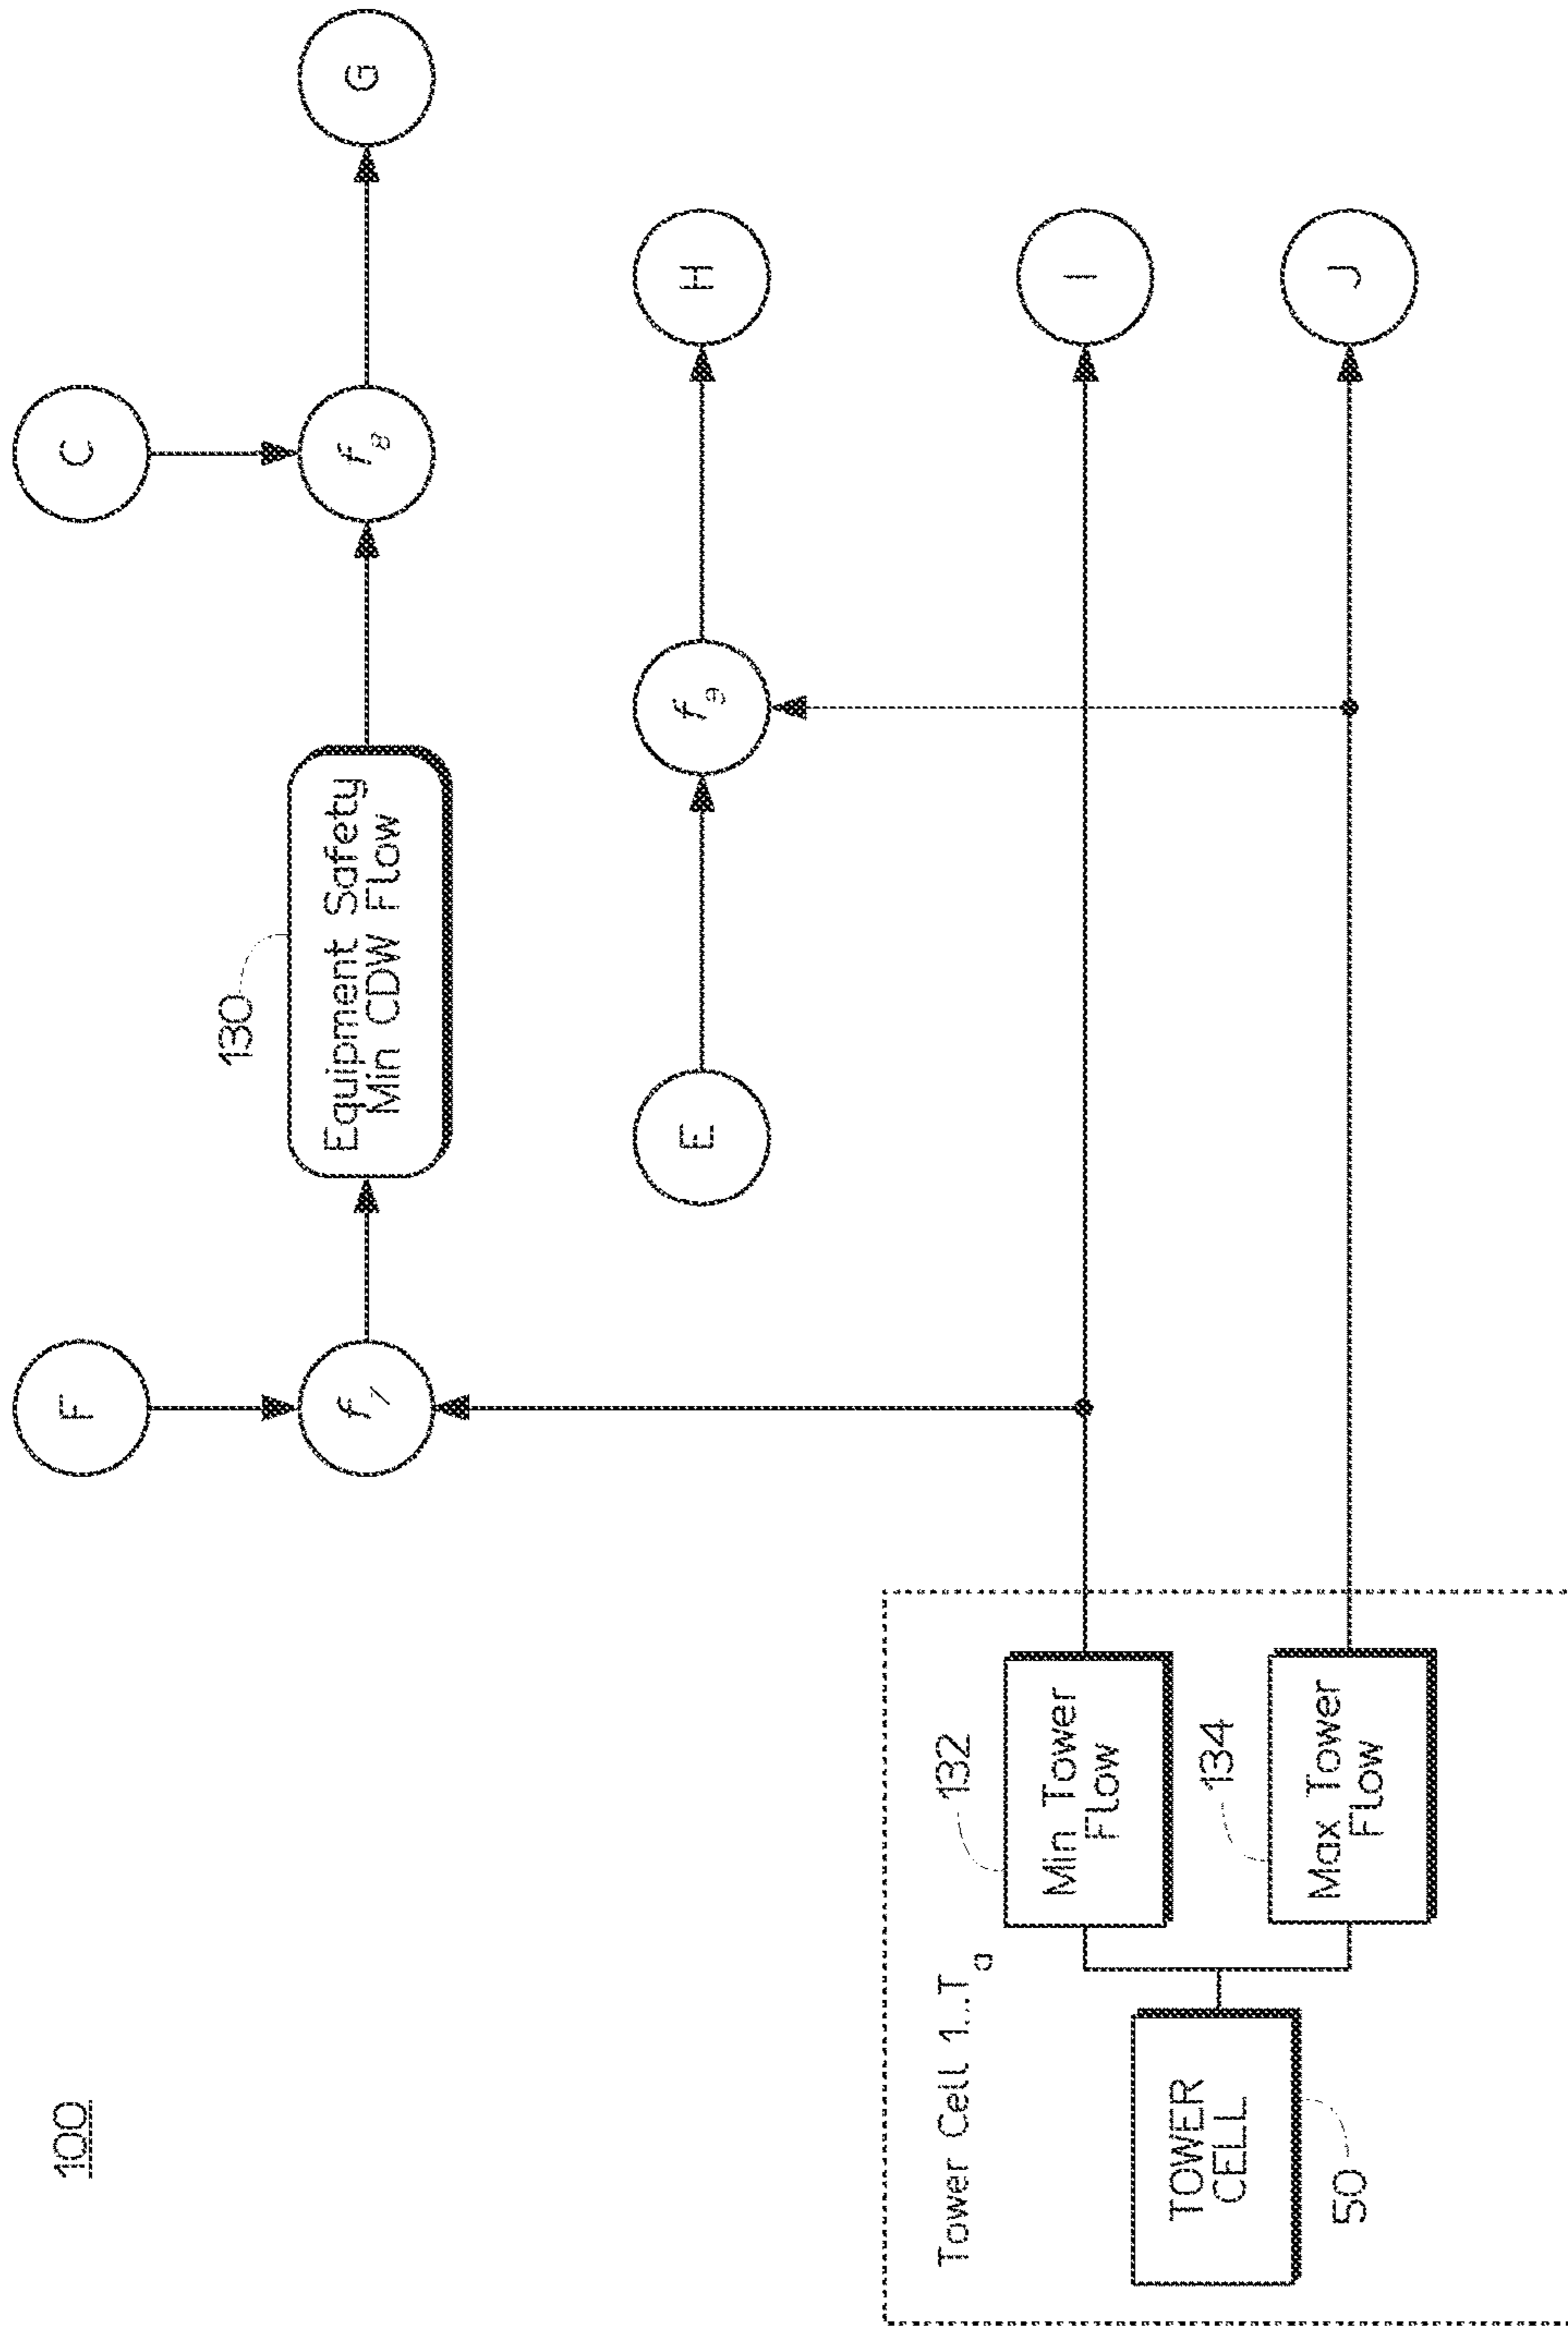 100
F
C
130
f7
Equipment Safety
Min CDW Flow
f8
G
E
f9
H
Tower Cell 1...Ta
132
Min Tower
Flow
I
TOWER
CELL
50
134
Max Tower
Flow
J